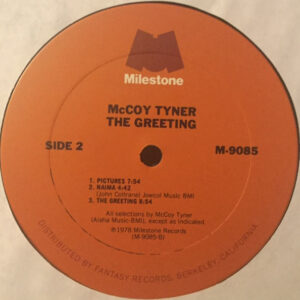 Milestone
McCOY TYNER
THE GREETING
SIDE 2
M-9085
1. PICTURES 7:54
2. NAIMA 4:42
(John Coltrane) Jowcol Music BMI)
3. THE GREETING 8:54
All selections by McCoy Tyner
(Aisha Music-BMI), except as indicated.
℗1978 Milestone Records
(M-9085-B)
DISTRIBUTED BY FANTASY RECORDS, BERKELEY, CALIFORNIA